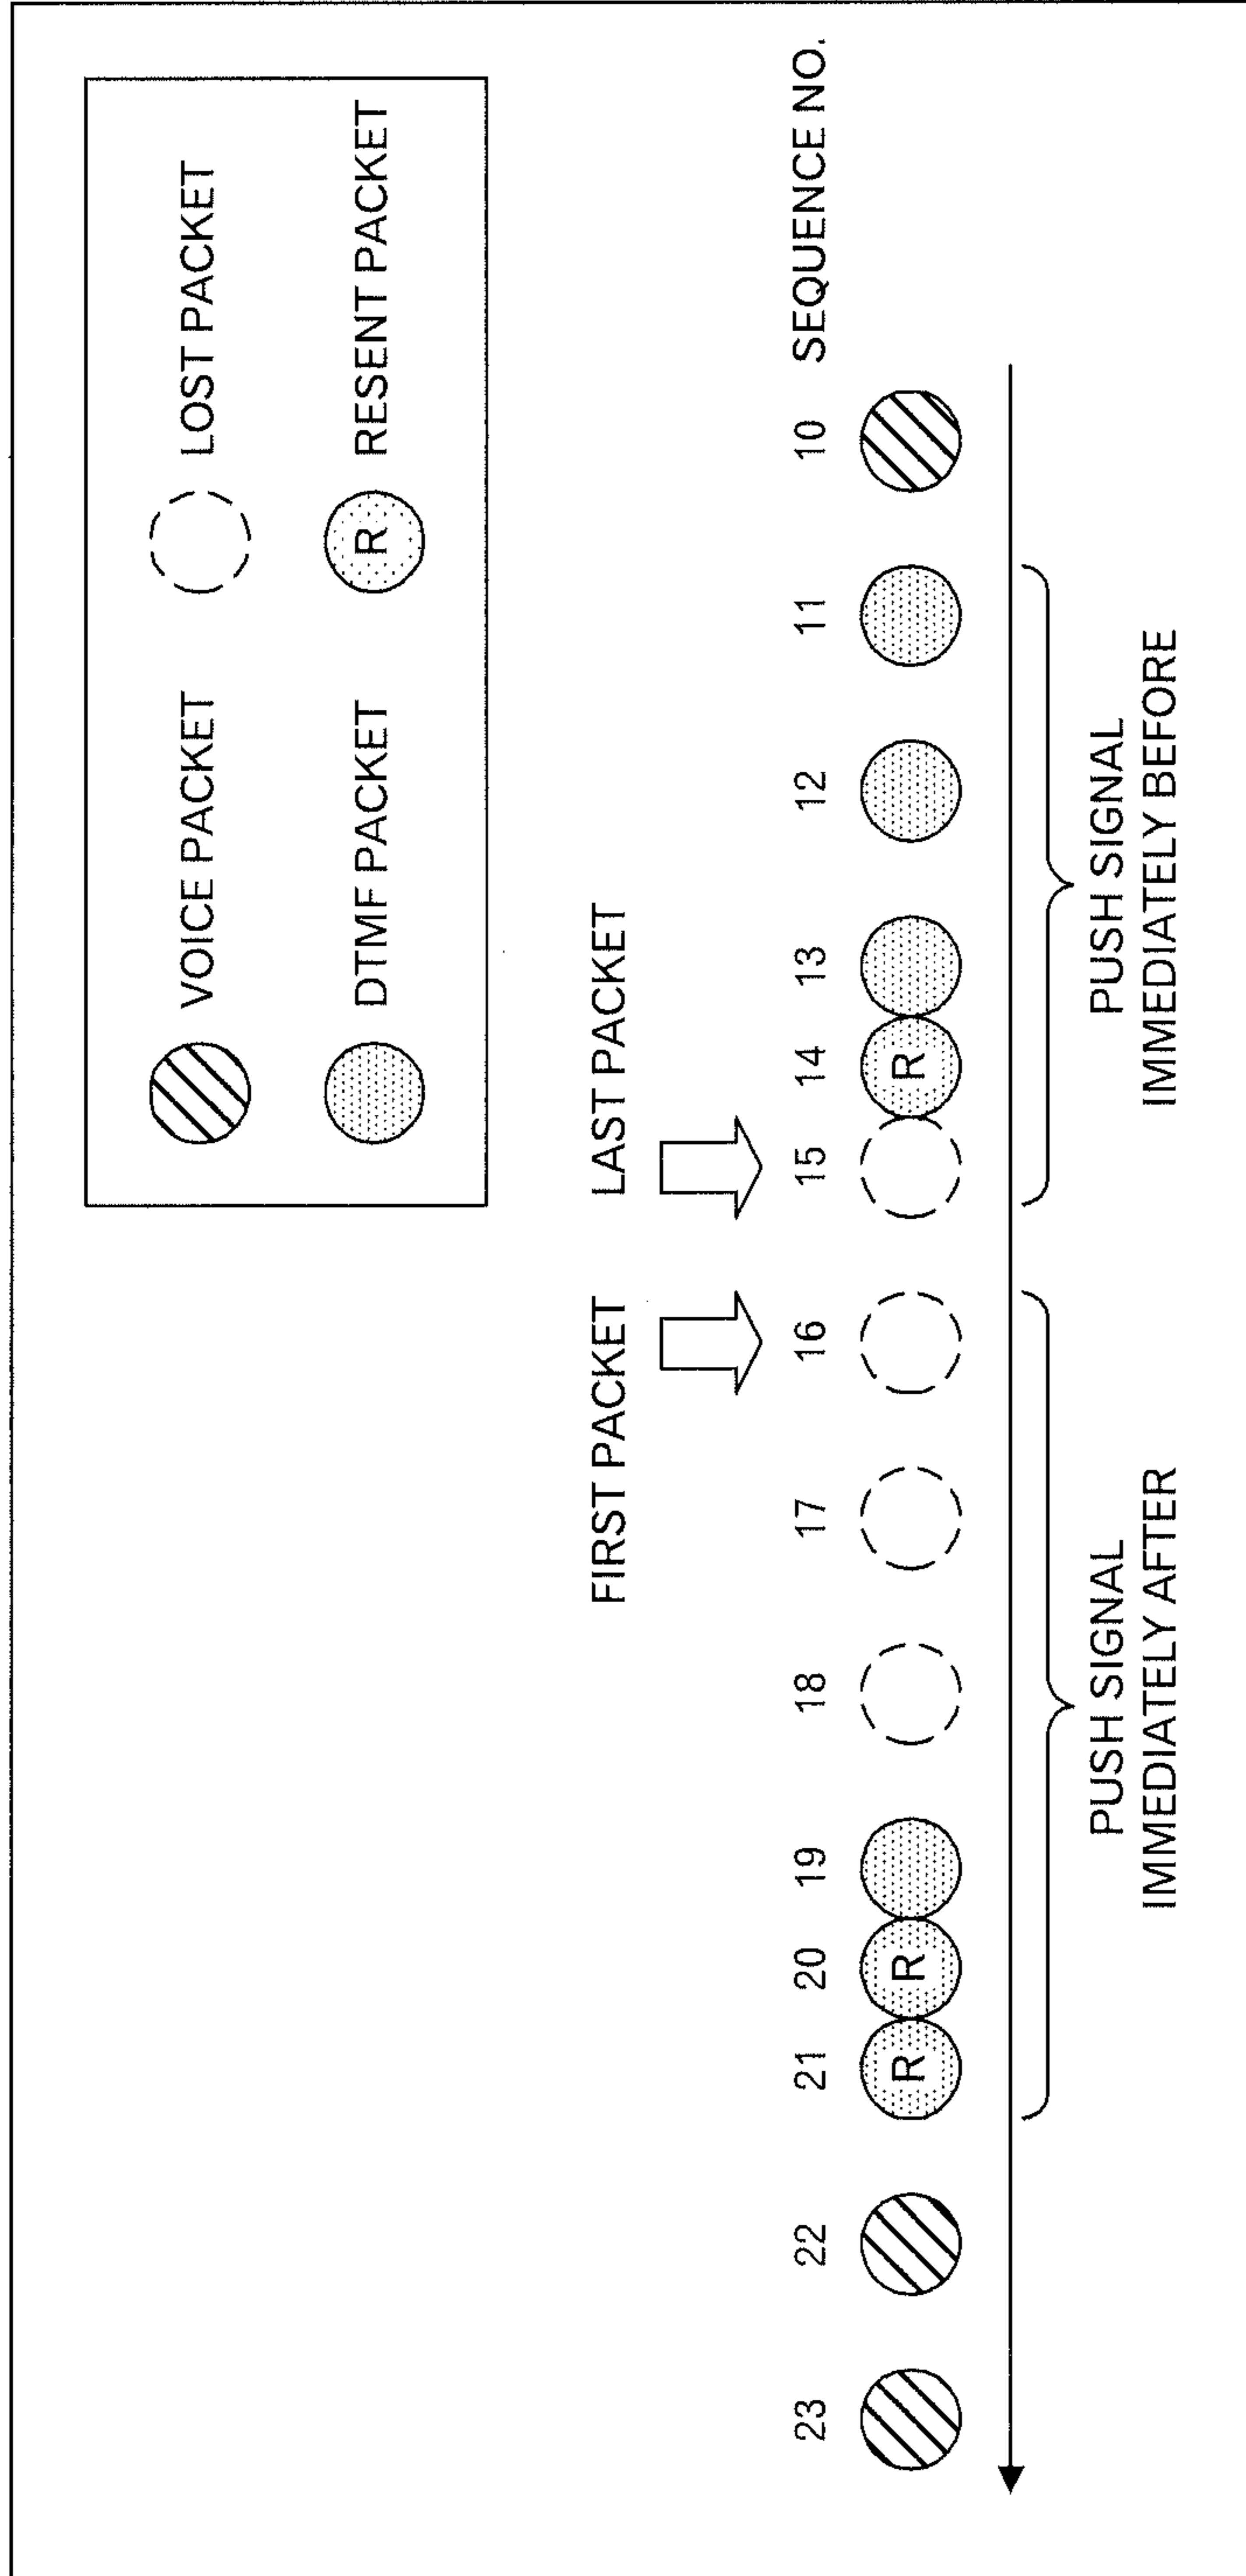 VOICE PACKET
LOST PACKET
DTMF PACKET
R RESENT PACKET
FIRST PACKET
LAST PACKET
23 22 21 20 19 18 17 16 15 14 13 12 11 10 SEQUENCE NO.
R R R
PUSH SIGNAL
IMMEDIATELY AFTER
PUSH SIGNAL
IMMEDIATELY BEFORE